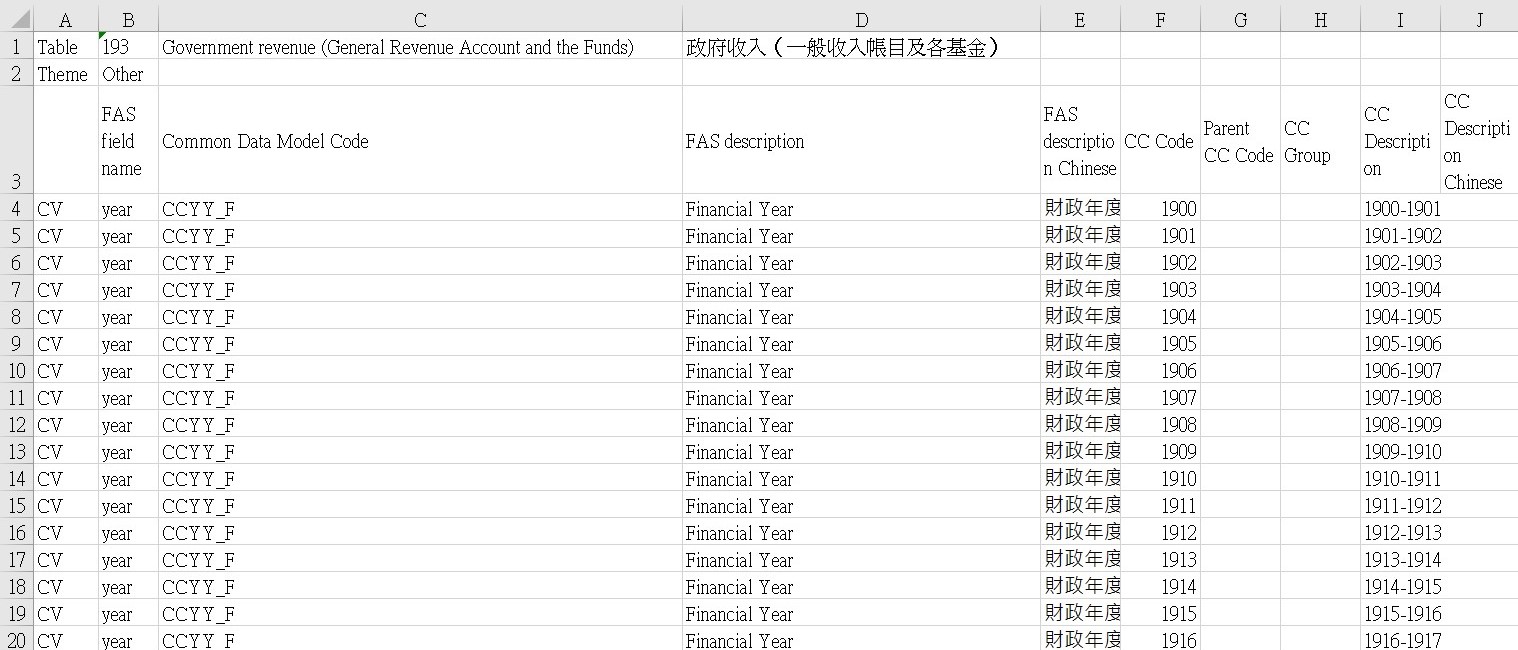 A B C D E F G H I J
1 Table 193 Government revenue (General Revenue Account and the Funds) 政府收入（一般收入帳目及各基金）
2 Theme Other
3 FAS field name Common Data Model Code FAS description FAS description Chinese CC Code Parent CC Code CC Group CC Description CC Description Chinese
4 CV year CCYY_F Financial Year 財政年度 1900 1900-1901
5 CV year CCYY_F Financial Year 財政年度 1901 1901-1902
6 CV year CCYY_F Financial Year 財政年度 1902 1902-1903
7 CV year CCYY_F Financial Year 財政年度 1903 1903-1904
8 CV year CCYY_F Financial Year 財政年度 1904 1904-1905
9 CV year CCYY_F Financial Year 財政年度 1905 1905-1906
10 CV year CCYY_F Financial Year 財政年度 1906 1906-1907
11 CV year CCYY_F Financial Year 財政年度 1907 1907-1908
12 CV year CCYY_F Financial Year 財政年度 1908 1908-1909
13 CV year CCYY_F Financial Year 財政年度 1909 1909-1910
14 CV year CCYY_F Financial Year 財政年度 1910 1910-1911
15 CV year CCYY_F Financial Year 財政年度 1911 1911-1912
16 CV year CCYY_F Financial Year 財政年度 1912 1912-1913
17 CV year CCYY_F Financial Year 財政年度 1913 1913-1914
18 CV year CCYY_F Financial Year 財政年度 1914 1914-1915
19 CV year CCYY_F Financial Year 財政年度 1915 1915-1916
20 CV year CCYY_F Financial Year 財政年度 1916 1916-1917